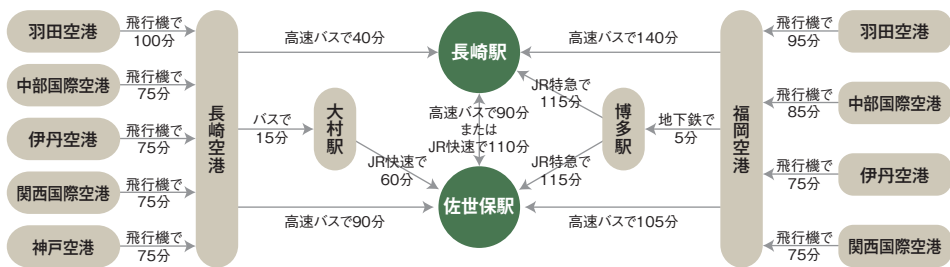 羽田空港
中部国際空港
伊丹空港
関西国際空港
神戸空港
飛行機で
100分
飛行機で
75分
飛行機で
75分
飛行機で
75分
飛行機で
75分
長崎空港
高速バスで40分
バスで
15分
大村駅
JR快速で
60分
高速バスで90分
長崎駅
高速バスで90分
または
JR快速で110分
佐世保駅
高速バスで140分
JR特急で
115分
博多駅
地下鉄で
5分
JR特急で
115分
高速バスで105分
福岡空港
飛行機で
95分
飛行機で
85分
飛行機で
75分
飛行機で
75分
羽田空港
中部国際空港
伊丹空港
関西国際空港